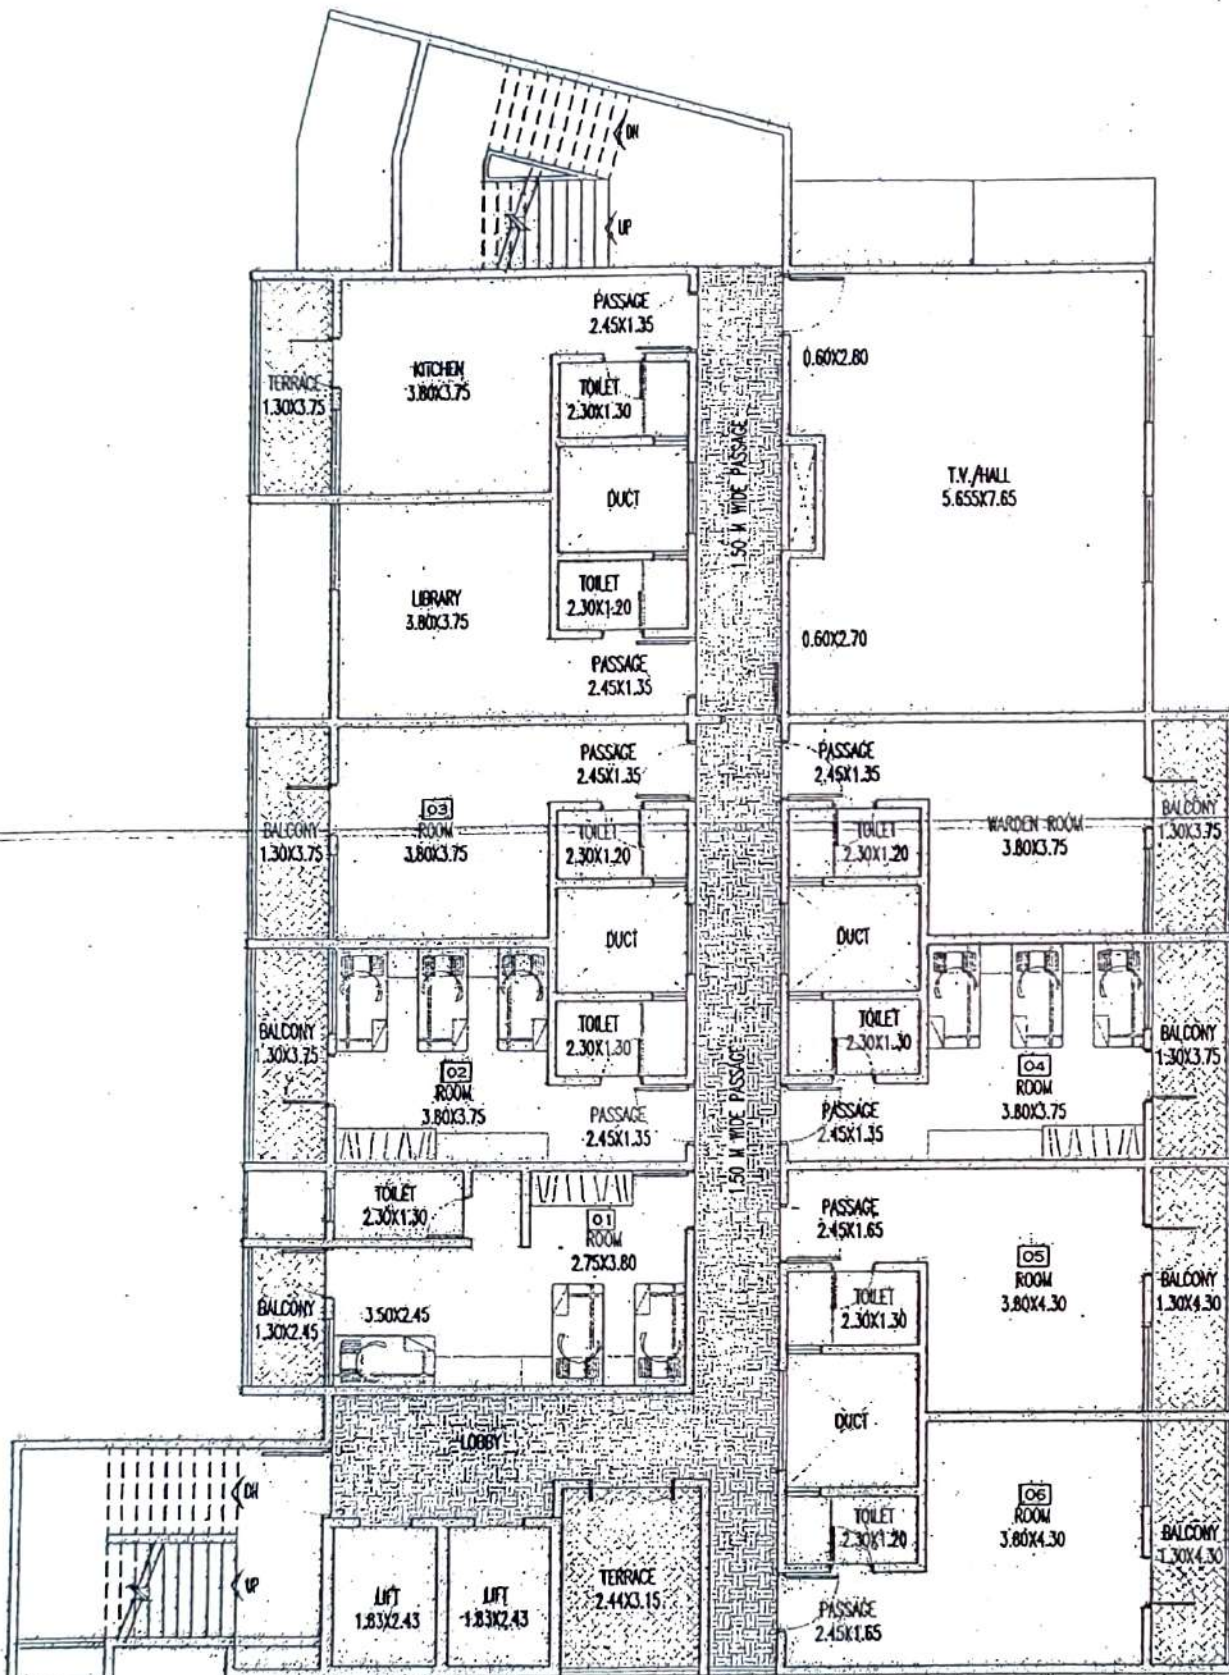 DN
UP
PASSAGE
2.45X1.35
0.60X2.80
KITCHEN
3.80X3.75
TERRACE
1.30X3.75
TOILET
2.30X1.30
1.50 M WIDE PASSAGE
T.V./HALL
5.655X7.65
DUCT
LIBRARY
3.80X3.75
TOILET
2.30X1.20
0.60X2.70
PASSAGE
2.45X1.35
PASSAGE
2.45X1.35
PASSAGE
2.45X1.35
03
ROOM
3.80X3.75
BALCONY
1.30X3.75
TOILET
2.30X1.20
TOILET
2.30X1.20
WARDEN ROOM
3.80X3.75
BALCONY
1.30X3.75
DUCT
DUCT
BALCONY
1.30X3.75
TOILET
2.30X1.30
TOILET
2.30X1.30
BALCONY
1.30X3.75
02
ROOM
3.80X3.75
04
ROOM
3.80X3.75
PASSAGE
2.45X1.35
1.50 M WIDE PASSAGE
PASSAGE
2.45X1.35
TOILET
2.30X1.30
01
ROOM
2.75X3.80
PASSAGE
2.45X1.65
05
ROOM
3.80X4.30
BALCONY
1.30X2.45
3.50X2.45
TOILET
2.30X1.30
BALCONY
1.30X4.30
LOBBY
DUCT
DN
UP
06
ROOM
3.80X4.30
TOILET
2.30X1.20
BALCONY
1.30X4.30
LIFT
1.83X2.43
LIFT
1.83X2.43
TERRACE
2.44X3.15
PASSAGE
2.45X1.65